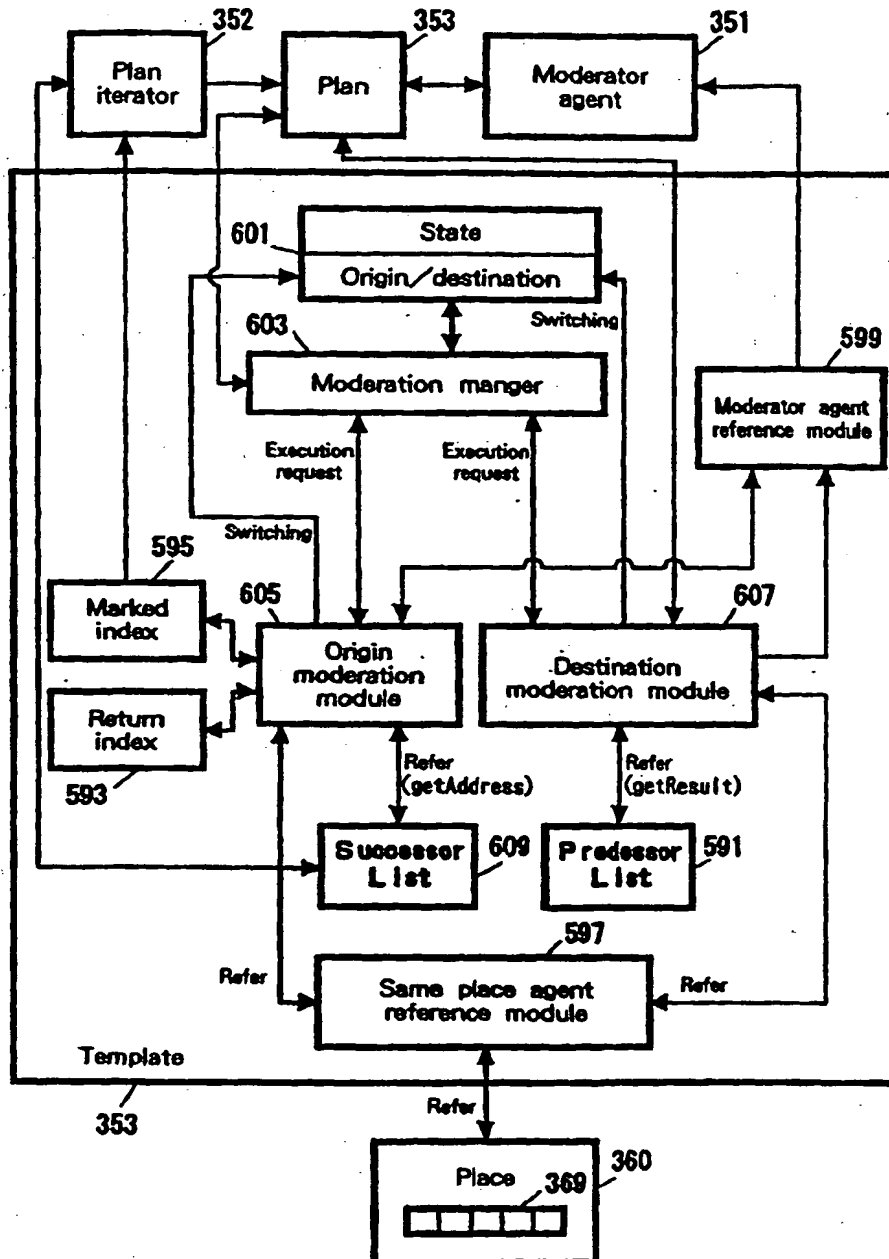 352
353
351
Plan
iterator
Plan
Moderator
agent
State
601
Origin/destination
Switching
603
Moderation manger
599
Moderator agent
reference module
Execution
request
Execution
request
Switching
595
Marked
index
605
Origin
moderation
module
607
Destination
moderation module
Return
index
593
Refer
(getAddress)
Refer
(getResult)
Successor
List
609
Predessor
List
591
597
Refer
Same place agent
reference module
Refer
Template
353
Refer
360
Place
369